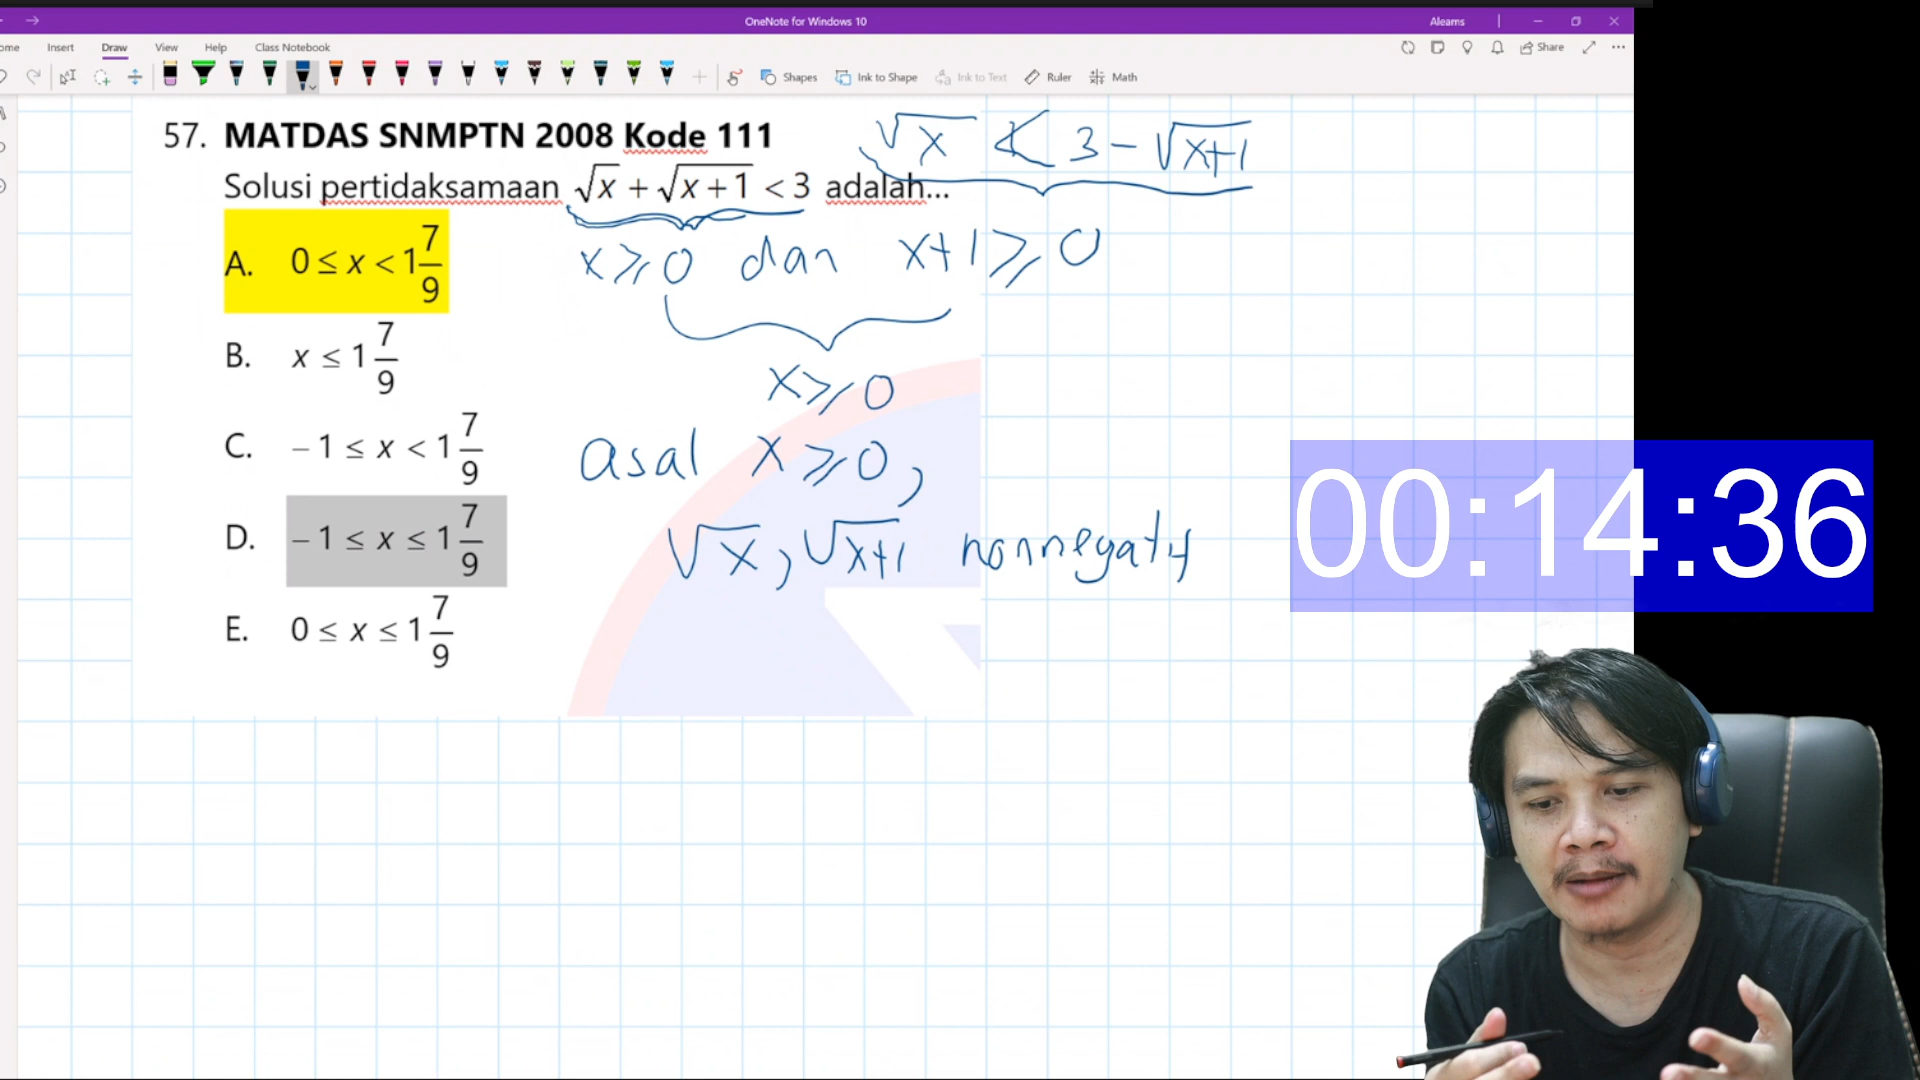 OneNote for Windows 10
Aleams
ome Insert Draw View Help Class Notebook
Share
Shapes Ink to Shape Ink to Text Ruler Math
57. MATDAS SNMPTN 2008 Kode 111
√x < 3 - √x+1
Solusi pertidaksamaan √x + √x+1 < 3 adalah...
A. 0 ≤ x < 1 7/9
x ≥ 0 dan x+1 ≥ 0
B. x ≤ 1 7/9
x ≥ 0
C. – 1 ≤ x < 1 7/9
asal x ≥ 0,
D. – 1 ≤ x ≤ 1 7/9
√x, √x+1 nonnegatif
E. 0 ≤ x ≤ 1 7/9
00:14:36